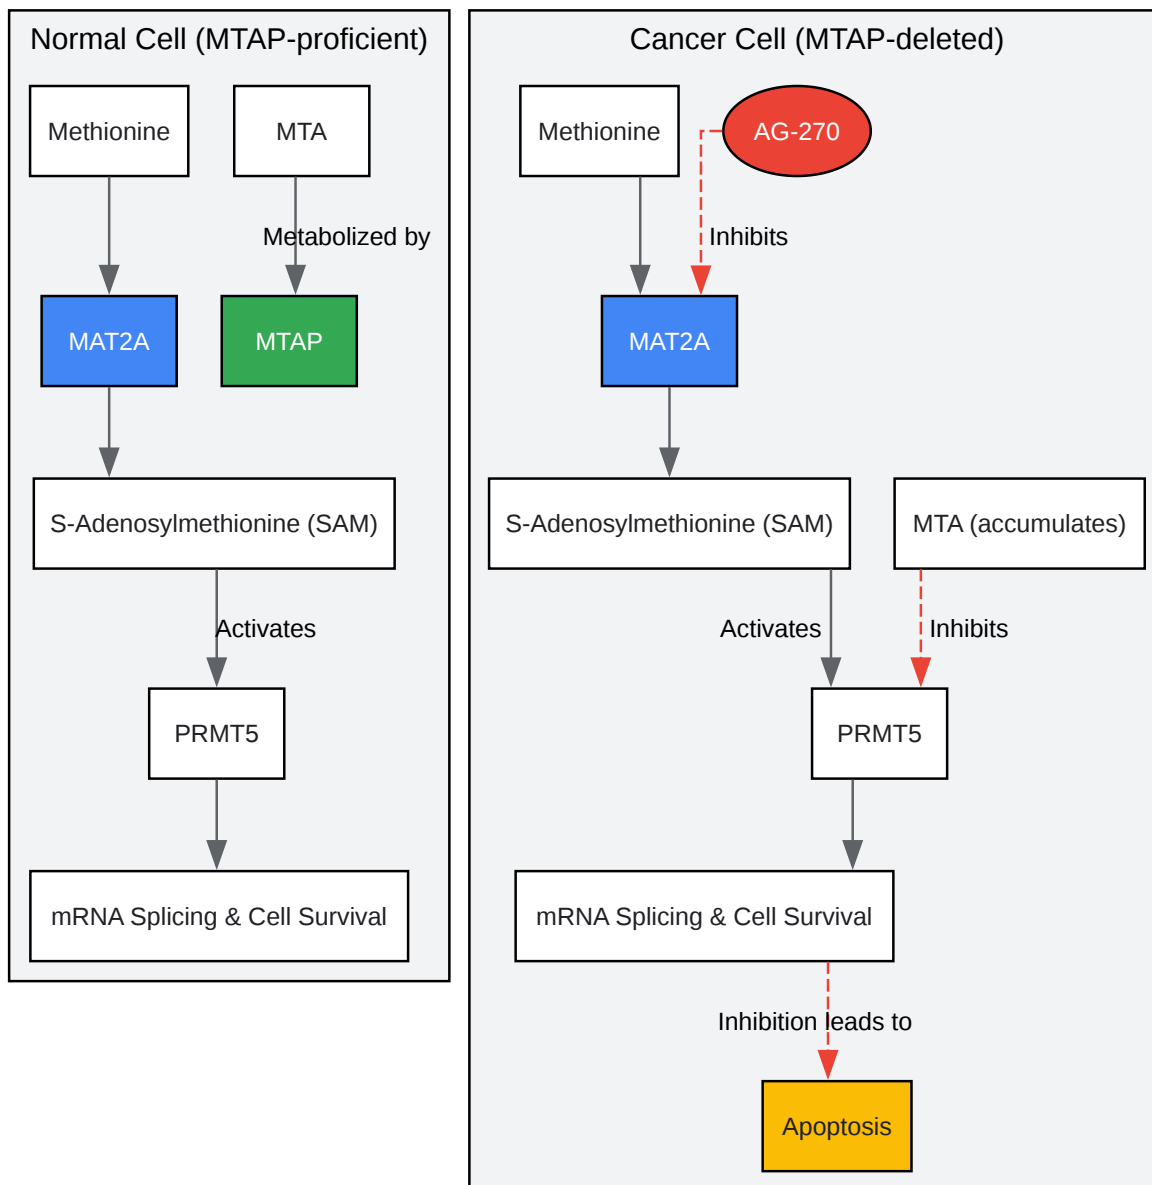 Normal Cell (MTAP-proficient)
Methionine
MTA
Metabolized by
MAT2A
MTAP
S-Adenosylmethionine (SAM)
Activates
PRMT5
mRNA Splicing & Cell Survival
Cancer Cell (MTAP-deleted)
Methionine
AG-270
Inhibits
MAT2A
S-Adenosylmethionine (SAM)
MTA (accumulates)
Activates
Inhibits
PRMT5
mRNA Splicing & Cell Survival
Inhibition leads to
Apoptosis